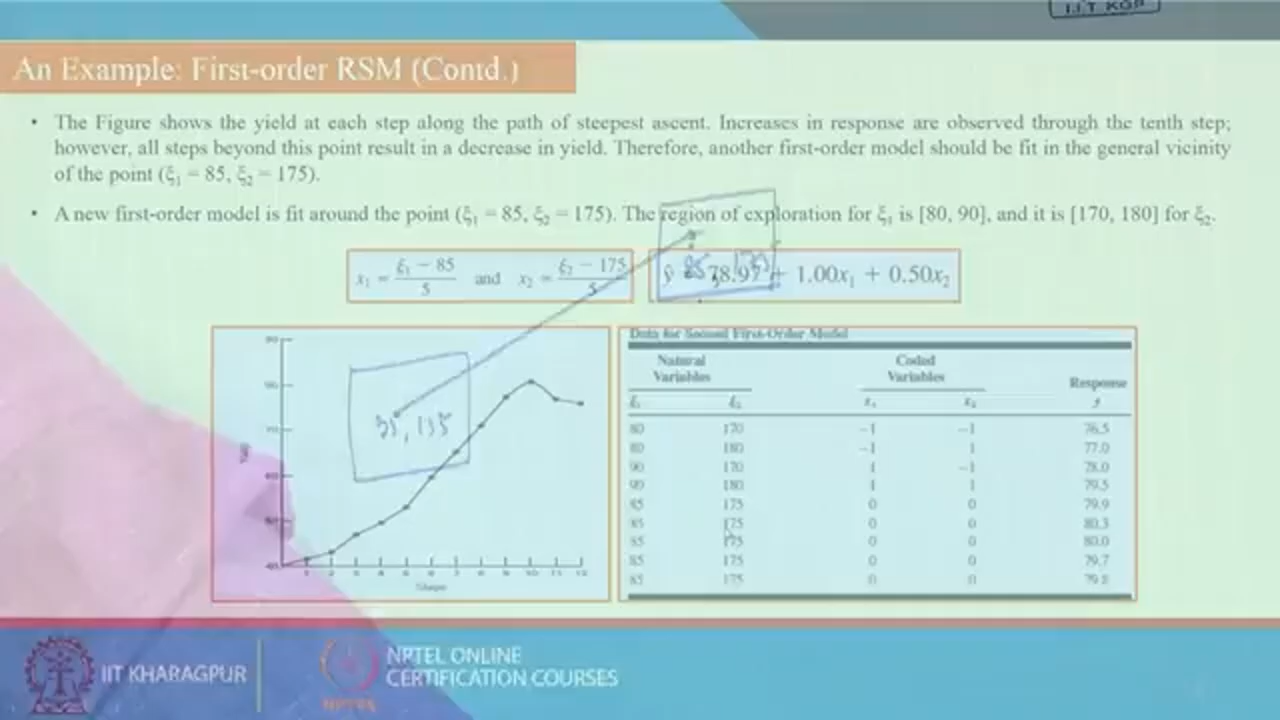 I.I.T KGP
An Example: First-order RSM (Contd.)
• The Figure shows the yield at each step along the path of steepest ascent. Increases in response are observed through the tenth step;
however, all steps beyond this point result in a decrease in yield. Therefore, another first-order model should be fit in the general vicinity
of the point (ξ₁ = 85, ξ₂ = 175).
• A new first-order model is fit around the point (ξ₁ = 85, ξ₂ = 175). The region of exploration for ξ₁ is [80, 90], and it is [170, 180] for ξ₂.
x₁ = (ξ₁ − 85)/5 and x₂ = (ξ₂ − 175)/5
ŷ = 78.97 + 1.00x₁ + 0.50x₂
85, 175
35, 155
Yield
Steps
Data for Second First-Order Model
Natural Variables Coded Variables Response
ξ₁ ξ₂ x₁ x₂ y
80 170 −1 −1 76.5
80 180 −1 1 77.0
90 170 1 −1 78.0
90 180 1 1 79.5
85 175 0 0 79.9
85 175 0 0 80.3
85 175 0 0 80.0
85 175 0 0 79.7
85 175 0 0 79.8
IIT KHARAGPUR
NPTEL
NPTEL ONLINE
CERTIFICATION COURSES